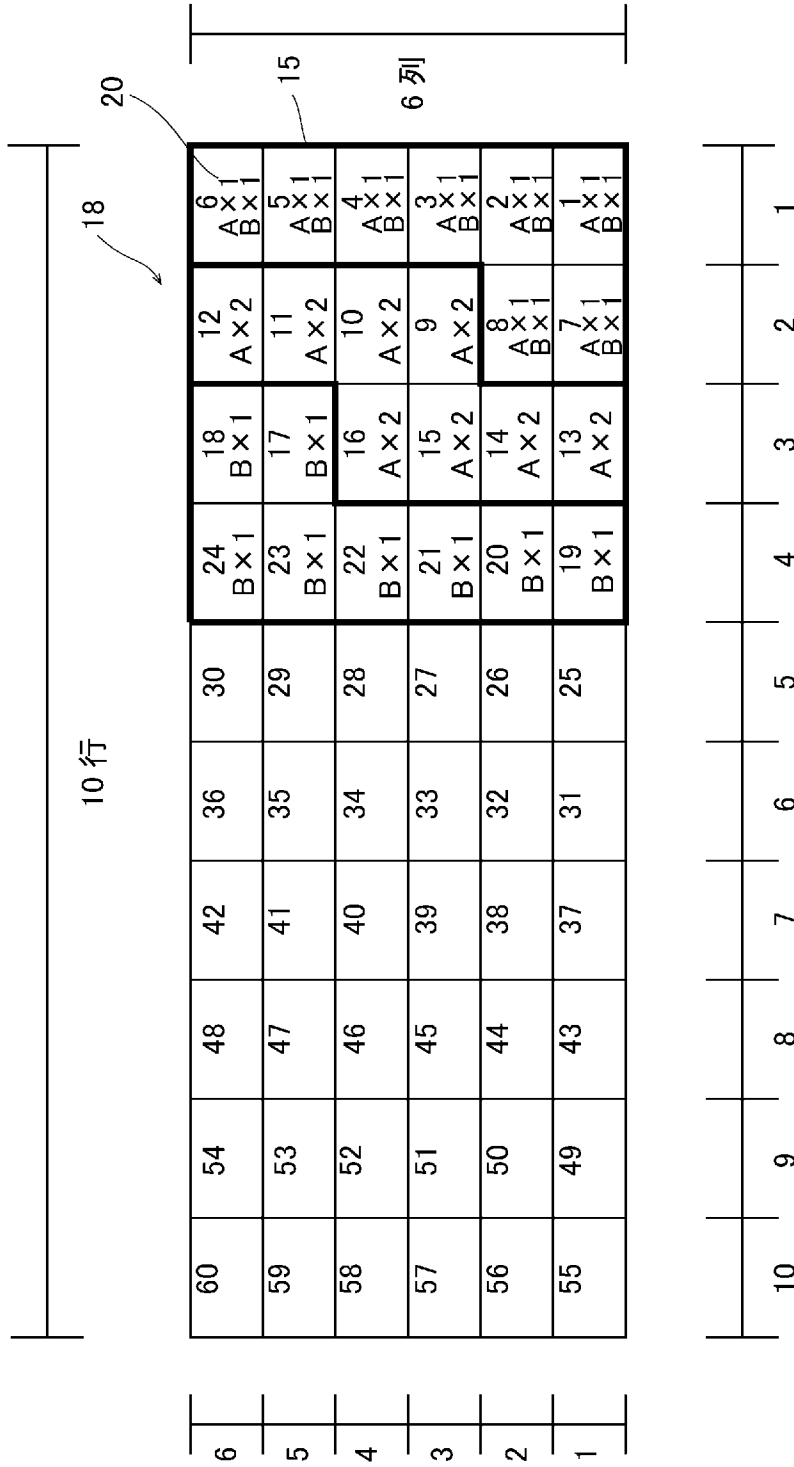 1 2 3 4 5 6
10 55 56 57 58 59 60
9 49 50 51 52 53 54
8 43 44 45 46 47 48
7 37 38 39 40 41 42
6 31 32 33 34 35 36
10 行
5 25 26 27 28 29 30
4 19 20 21 22 23 24
B×1 B×1 B×1 B×1 B×1 B×1
3 13 14 15 16 17 18
A×2 A×2 A×2 A×2 B×1 B×1
2 7 8 9 10 11 12
A×1 A×1 A×2 A×2 A×2 A×2
B×1 B×1
18
1 1 2 3 4 5 6
A×1 A×1 A×1 A×1 A×1 A×1
B×1 B×1 B×1 B×1 B×1 B×1
20
15
6 列